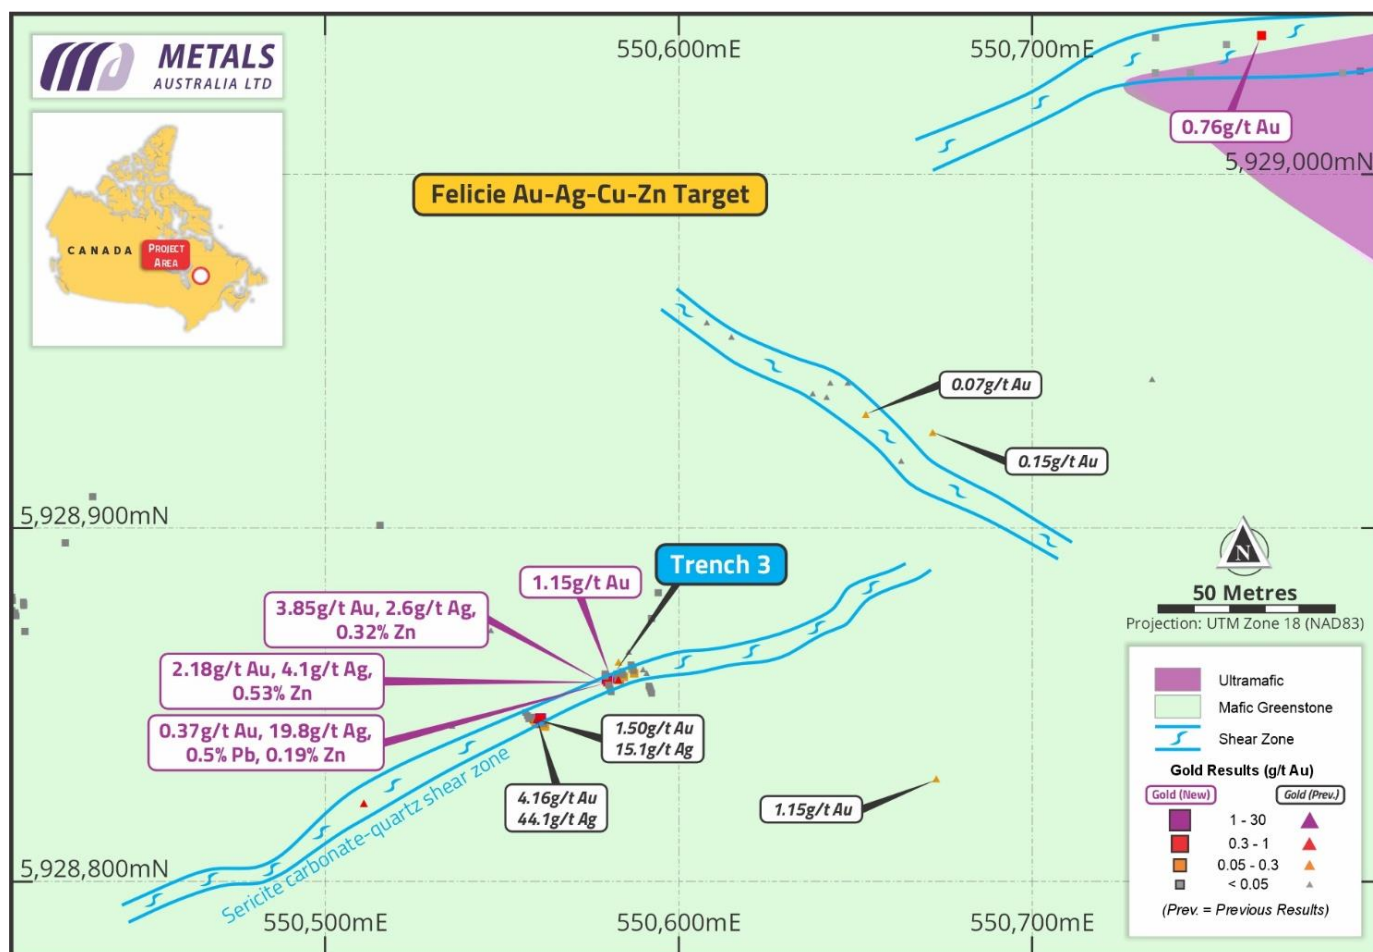 METALS
AUSTRALIA LTD
550,600mE
550,700mE
0.76g/t Au
5,929,000mN
CANADA
PROJECT
AREA
Felicie Au-Ag-Cu-Zn Target
0.07g/t Au
0.15g/t Au
5,928,900mN
Trench 3
1.15g/t Au
3.85g/t Au, 2.6g/t Ag,
0.32% Zn
2.18g/t Au, 4.1g/t Ag,
0.53% Zn
0.37g/t Au, 19.8g/t Ag,
0.5% Pb, 0.19% Zn
1.50g/t Au
15.1g/t Ag
4.16g/t Au
44.1g/t Ag
1.15g/t Au
Sericite carbonate-quartz shear zone
5,928,800mN
550,500mE
550,600mE
550,700mE
N
50 Metres
Projection: UTM Zone 18 (NAD83)
Ultramafic
Mafic Greenstone
Shear Zone
Gold Results (g/t Au)
Gold (New) Gold (Prev.)
1 - 30
0.3 - 1
0.05 - 0.3
< 0.05
(Prev. = Previous Results)